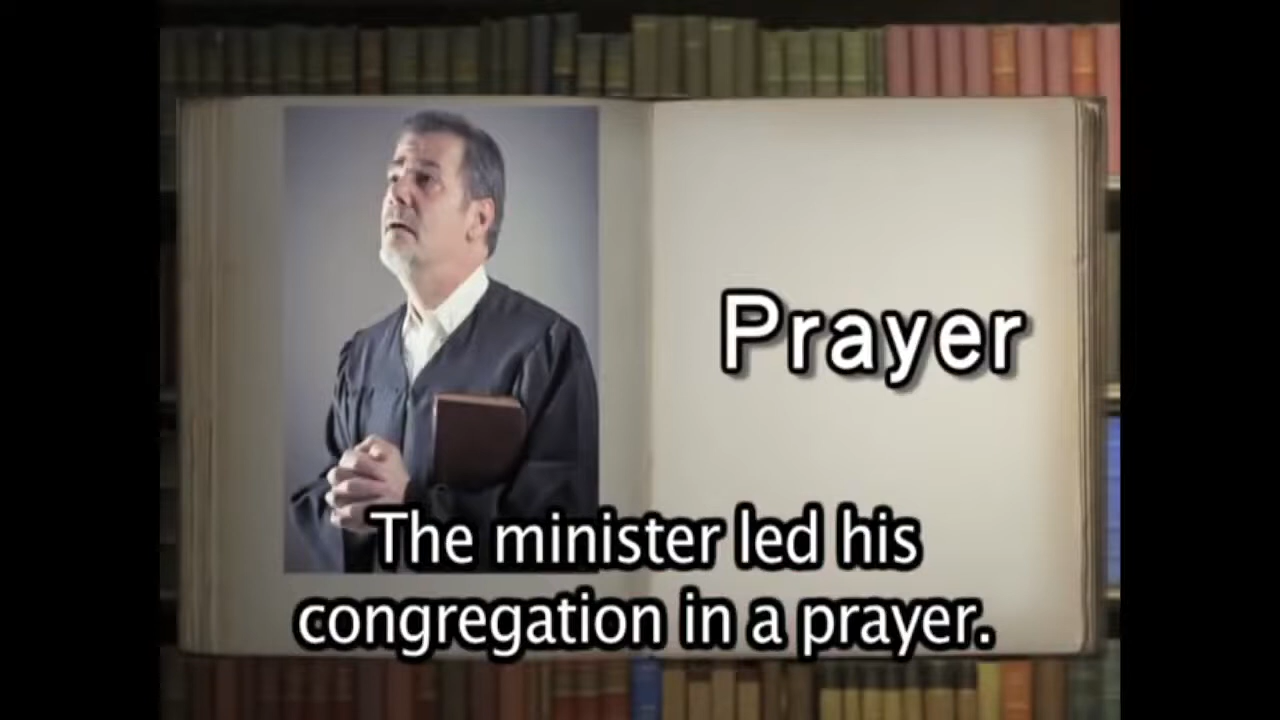 Prayer
The minister led his
congregation in a prayer.